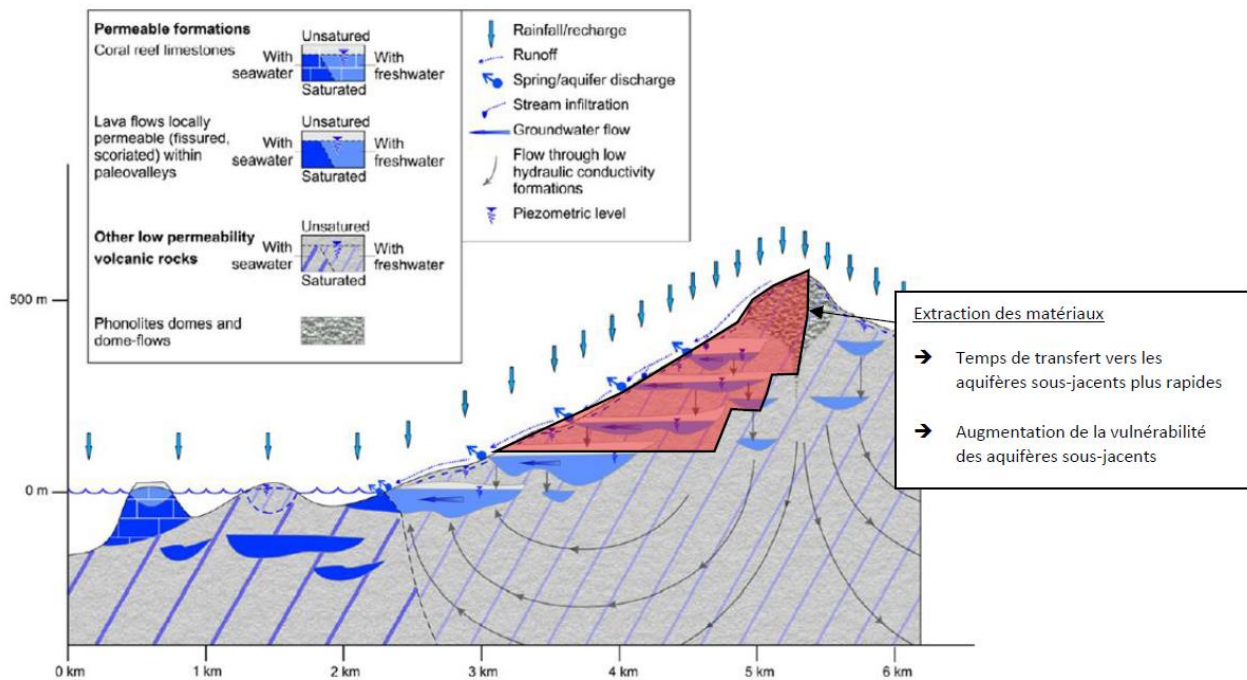 Permeable formations
Coral reef limestones
Unsaturated
With seawater
With freshwater
Saturated
Lava flows locally
permeable (fissured,
scoriated) within
paleovalleys
Unsaturated
With seawater
With freshwater
Saturated
Other low permeability
volcanic rocks
Unsaturated
With seawater
With freshwater
Saturated
Phonolites domes and
dome-flows
Rainfall/recharge
Runoff
Spring/aquifer discharge
Stream infiltration
Groundwater flow
Flow through low
hydraulic conductivity
formations
Piezometric level
500 m
0 m
Extraction des matériaux
➔ Temps de transfert vers les
aquifères sous-jacents plus rapides
➔ Augmentation de la vulnérabilité
des aquifères sous-jacents
0 km
1 km
2 km
3 km
4 km
5 km
6 km